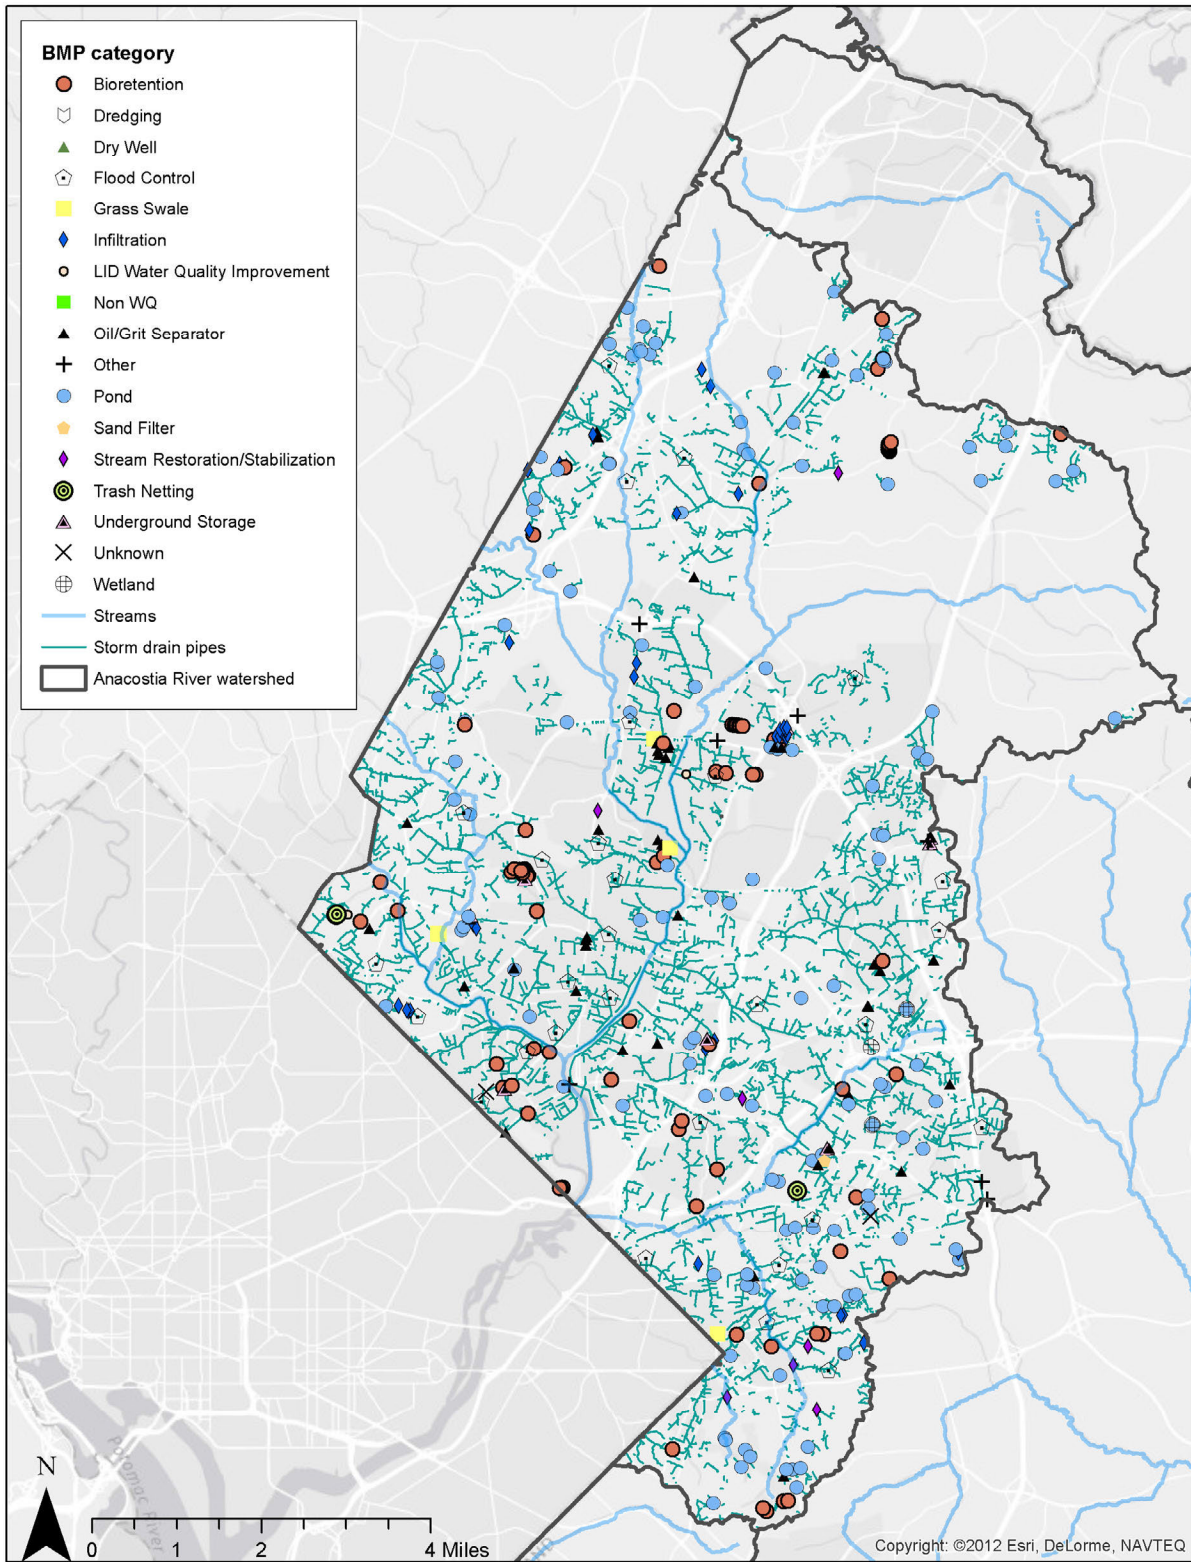 BMP category
Bioretention
Dredging
Dry Well
Flood Control
Grass Swale
Infiltration
LID Water Quality Improvement
Non WQ
Oil/Grit Separator
Other
Pond
Sand Filter
Stream Restoration/Stabilization
Trash Netting
Underground Storage
Unknown
Wetland
Streams
Storm drain pipes
Anacostia River watershed
Potomac River
N
0 1 2 4 Miles
Copyright: ©2012 Esri, DeLorme, NAVTEQ